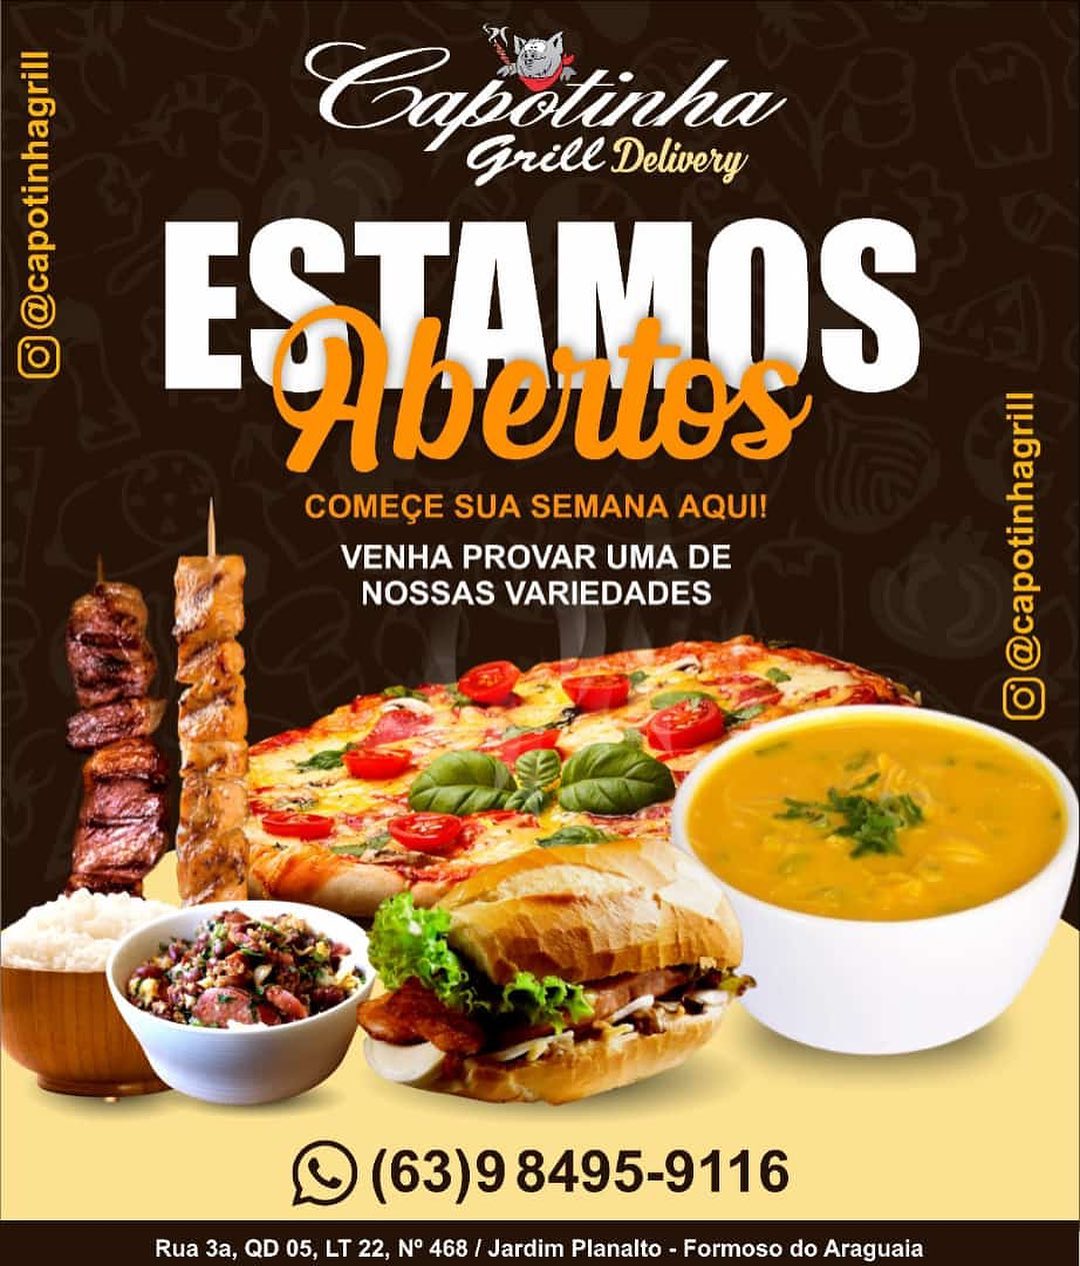 Capotinha
Grill Delivery
@capotinhagrill
ESTAMOS
Abertos
COMEÇE SUA SEMANA AQUI!
VENHA PROVAR UMA DE
NOSSAS VARIEDADES
@capotinhagrill
(63)9 8495-9116
Rua 3a, QD 05, LT 22, Nº 468 / Jardim Planalto - Formoso do Araguaia